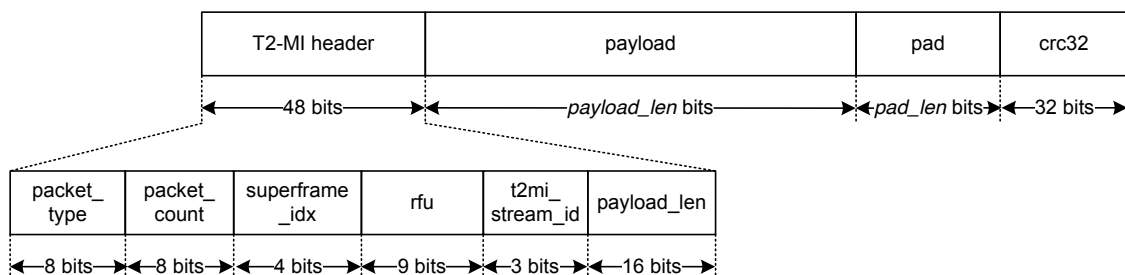 T2-MI header payload pad crc32
48 bits payload_len bits pad_len bits 32 bits
packet_ packet_ superframe rfu t2mi_ payload_len
type count _idx stream_id
8 bits 8 bits 4 bits 9 bits 3 bits 16 bits